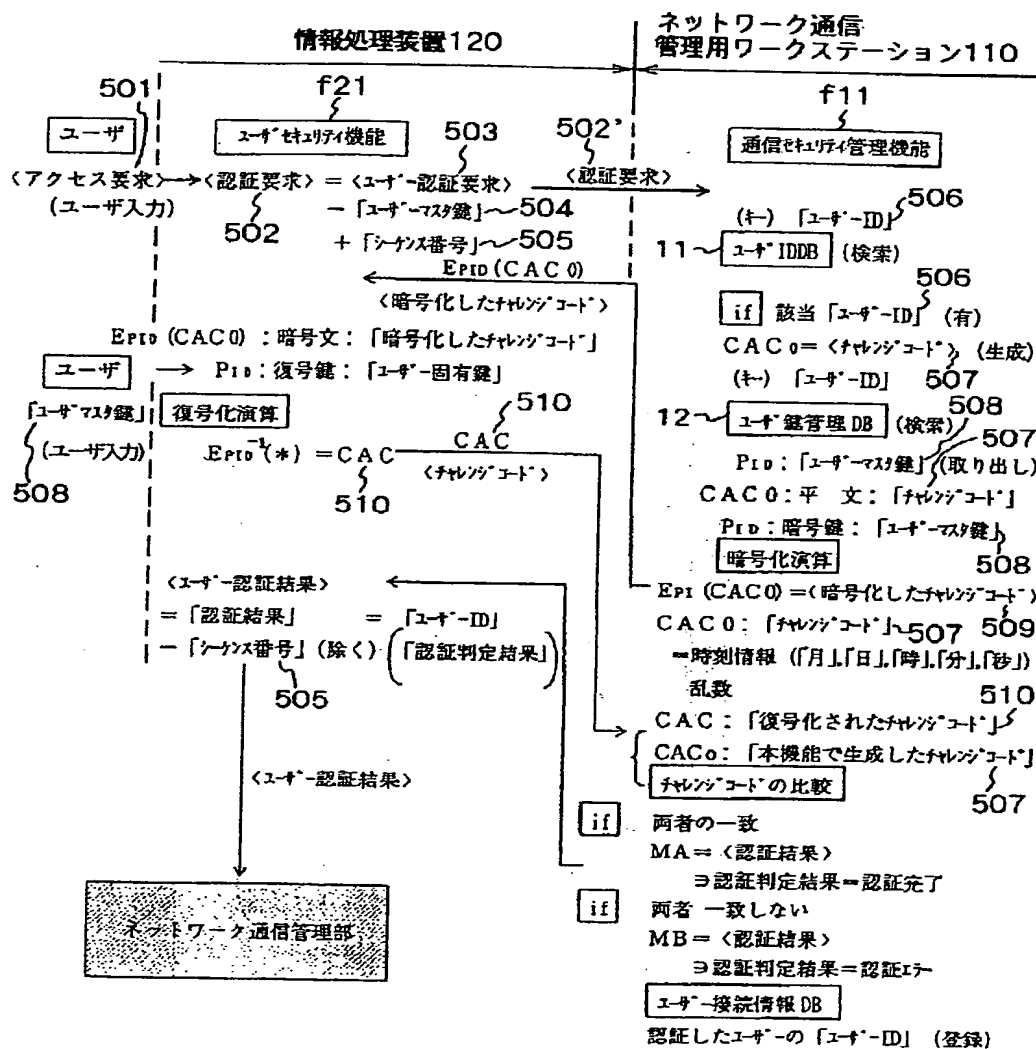 情報処理装置120
ネットワーク通信
管理用ワークステーション110
501
f21
f11
ユーザ
ユーザセキュリティ機能
503
502'
通信セキュリティ管理機能
〈アクセス要求〉
〈認証要求〉=〈ユーザー認証要求〉
〈認証要求〉
(ユーザ入力)
502
-「ユーザーマスタ鍵」504
+「シーケンス番号」505
(キー) 「ユーザーID」506
11 ユーザIDDB (検索)
EPID(CAC0)
〈暗号化したチャレンジコード〉
506
if 該当「ユーザーID」(有)
EPID(CAC0):暗号文:「暗号化したチャレンジコード」
CAC0=〈チャレンジコード〉(生成)
ユーザ
PID:復号鍵:「ユーザー固有鍵」
(キー) 「ユーザーID」507
「ユーザマスタ鍵」
復号化演算
510
12 ユーザ鍵管理DB (検索)
508
507
(ユーザ入力)
EPID⁻¹(*)=CAC
CAC
〈チャレンジコード〉
PID:「ユーザーマスタ鍵」(取り出し)
508
510
CAC0:平 文:「チャレンジコード」
PID:暗号鍵:「ユーザーマスタ鍵」
暗号化演算
508
〈ユーザー認証結果〉
EPI(CAC0)=〈暗号化したチャレンジコード〉
=「認証結果」
=「ユーザーID」
CAC0:「チャレンジコード」507
509
-「シーケンス番号」(除く)
(「認証判定結果」)
=時刻情報(「月」,「日」,「時」,「分」,「秒」)
505
乱数
510
CAC:「復号化されたチャレンジコード」
CAC0:「本機能で生成したチャレンジコード」
〈ユーザー認証結果〉
チャレンジコードの比較
507
if 両者の一致
MA=〈認証結果〉
∋認証判定結果=認証完了
if 両者 一致しない
ネットワーク通信管理部
MB=〈認証結果〉
∋認証判定結果=認証エラー
ユーザー接続情報DB
認証したユーザーの「ユーザーID」(登録)